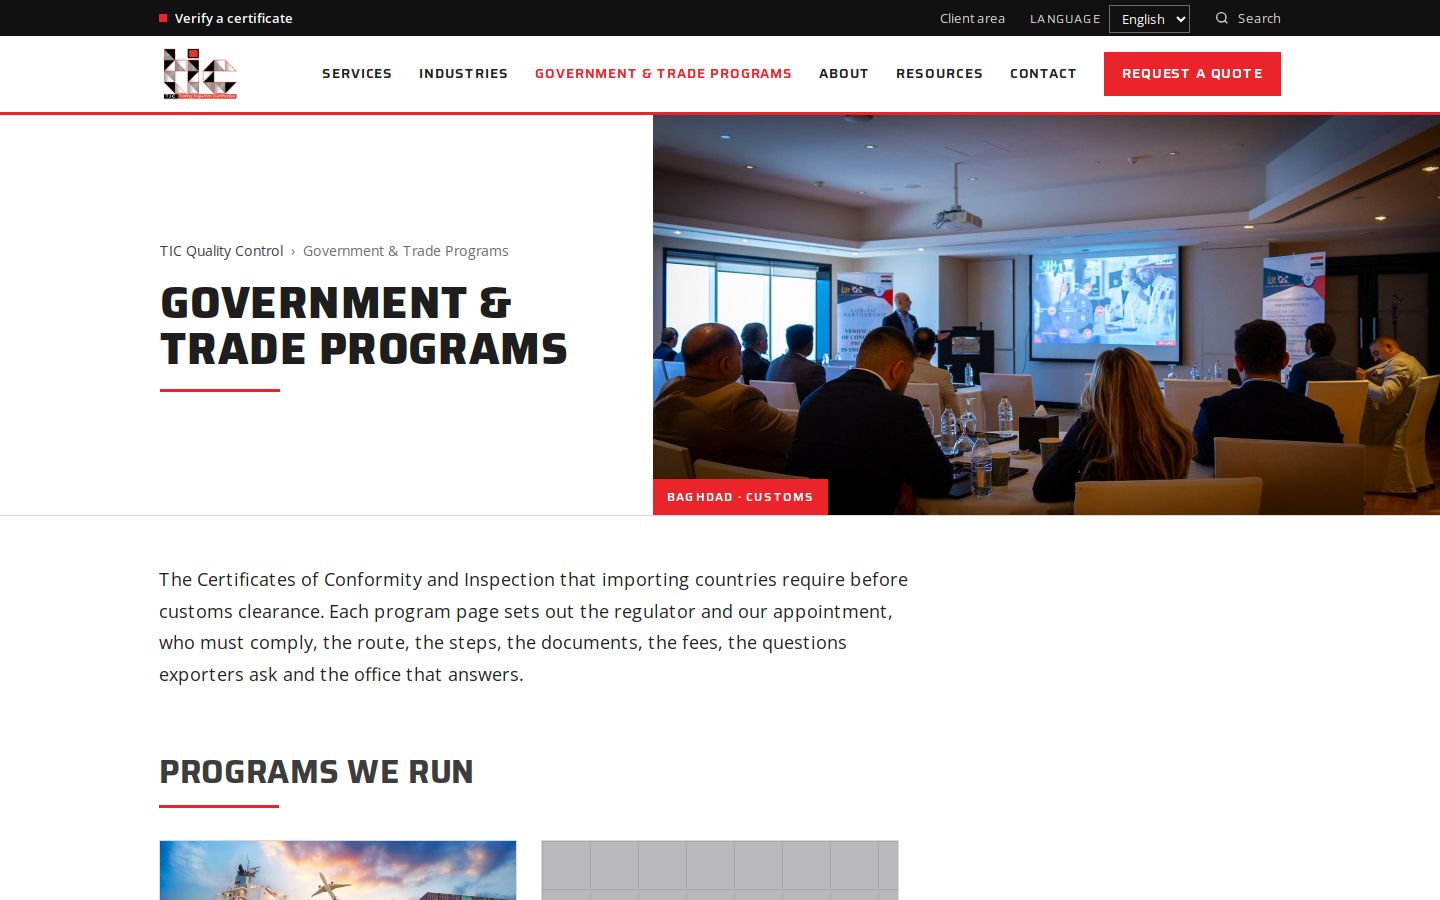 Verify a certificate
Client area
LANGUAGE
English
Search
TIC
SERVICES
INDUSTRIES
GOVERNMENT & TRADE PROGRAMS
ABOUT
RESOURCES
CONTACT
REQUEST A QUOTE
TIC Quality Control › Government & Trade Programs
GOVERNMENT &
TRADE PROGRAMS
BAGHDAD · CUSTOMS
The Certificates of Conformity and Inspection that importing countries require before
customs clearance. Each program page sets out the regulator and our appointment,
who must comply, the route, the steps, the documents, the fees, the questions
exporters ask and the office that answers.
PROGRAMS WE RUN